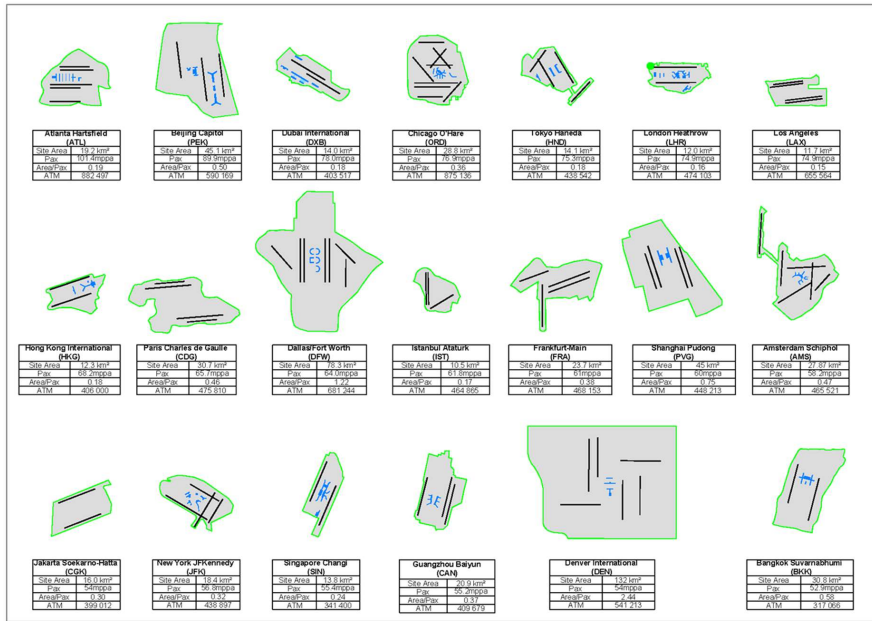 Atlanta Hartsfield
(ATL)
Site Area 19.2 km²
Pax 101.4mppa
Area/Pax 0.19
ATM 882 497
Beijing Capitol
(PEK)
Site Area 45.1 km²
Pax 89.9mppa
Area/Pax 0.50
ATM 590 169
Dubai International
(DXB)
Site Area 14.0 km²
Pax 78.0mppa
Area/Pax 0.18
ATM 403 517
Chicago O'Hare
(ORD)
Site Area 28.8 km²
Pax 76.9mppa
Area/Pax 0.36
ATM 875 136
Tokyo Haneda
(HND)
Site Area 14.1 km²
Pax 75.3mppa
Area/Pax 0.18
ATM 438 542
London Heathrow
(LHR)
Site Area 12.0 km²
Pax 74.9mppa
Area/Pax 0.16
ATM 474 103
Los Angeles
(LAX)
Site Area 11.7 km²
Pax 74.9mppa
Area/Pax 0.15
ATM 655 564
Hong Kong International
(HKG)
Site Area 12.3 km²
Pax 68.2mppa
Area/Pax 0.18
ATM 406 000
Paris Charles de Gaulle
(CDG)
Site Area 30.7 km²
Pax 65.7mppa
Area/Pax 0.46
ATM 475 810
Dallas/Fort Worth
(DFW)
Site Area 78.3 km²
Pax 64.0mppa
Area/Pax 1.22
ATM 681 244
Istanbul Ataturk
(IST)
Site Area 10.5 km²
Pax 61.8mppa
Area/Pax 0.17
ATM 464 865
Frankfurt-Main
(FRA)
Site Area 23.7 km²
Pax 61mppa
Area/Pax 0.38
ATM 468 153
Shanghai Pudong
(PVG)
Site Area 45 km²
Pax 60mppa
Area/Pax 0.75
ATM 448 213
Amsterdam Schiphol
(AMS)
Site Area 27.87 km²
Pax 58.2mppa
Area/Pax 0.47
ATM 465 521
Jakarta Soekarno-Hatta
(CGK)
Site Area 16.0 km²
Pax 54mppa
Area/Pax 0.30
ATM 399 012
New York JFKennedy
(JFK)
Site Area 18.4 km²
Pax 56.8mppa
Area/Pax 0.32
ATM 438 897
Singapore Changi
(SIN)
Site Area 13.8 km²
Pax 55.4mppa
Area/Pax 0.24
ATM 341 400
Guangzhou Baiyun
(CAN)
Site Area 20.9 km²
Pax 55.2mppa
Area/Pax 0.37
ATM 409 679
Denver International
(DEN)
Site Area 132 km²
Pax 54mppa
Area/Pax 2.44
ATM 541 213
Bangkok Suvarnabhumi
(BKK)
Site Area 30.8 km²
Pax 52.9mppa
Area/Pax 0.58
ATM 317 066